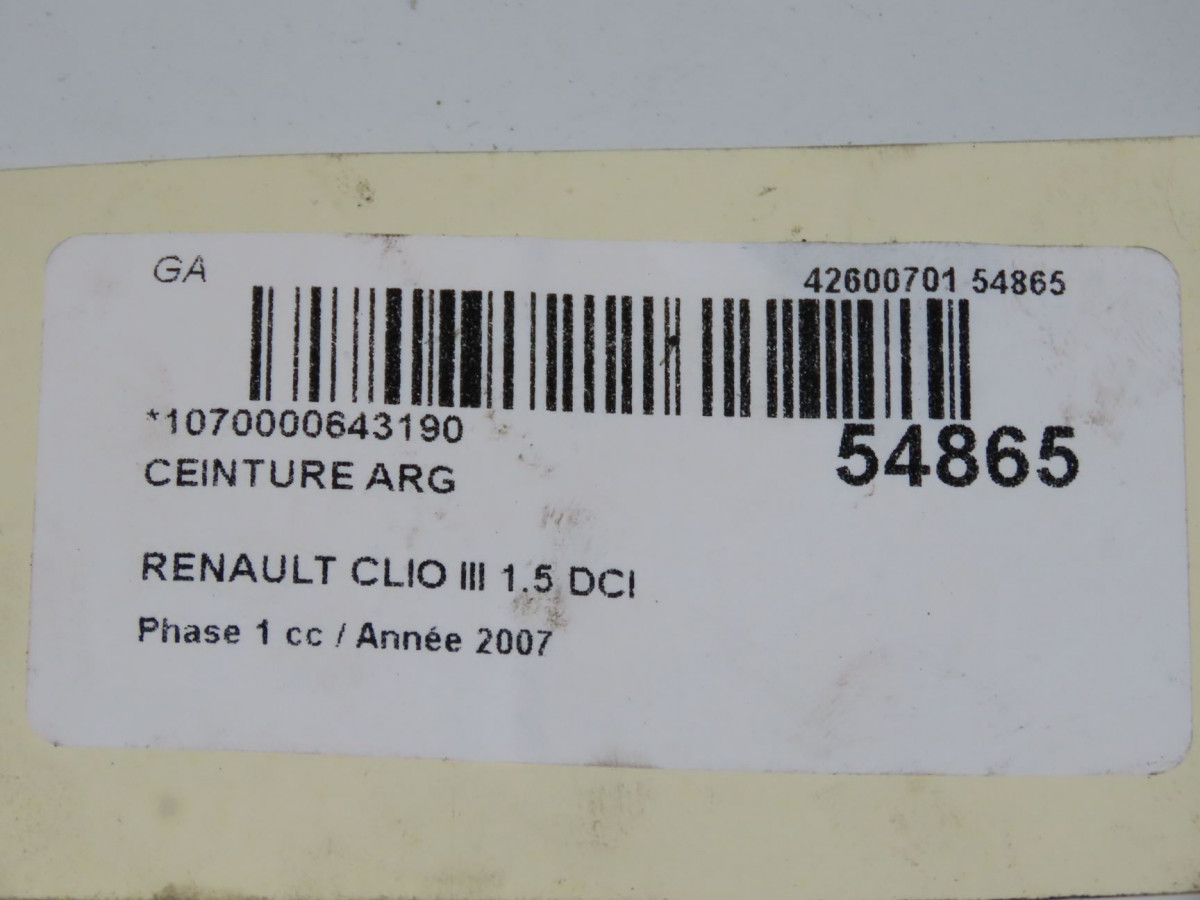 GA
42600701 54865
*1070000643190
54865
CEINTURE ARG
RENAULT CLIO III 1.5 DCI
Phase 1 cc / Année 2007